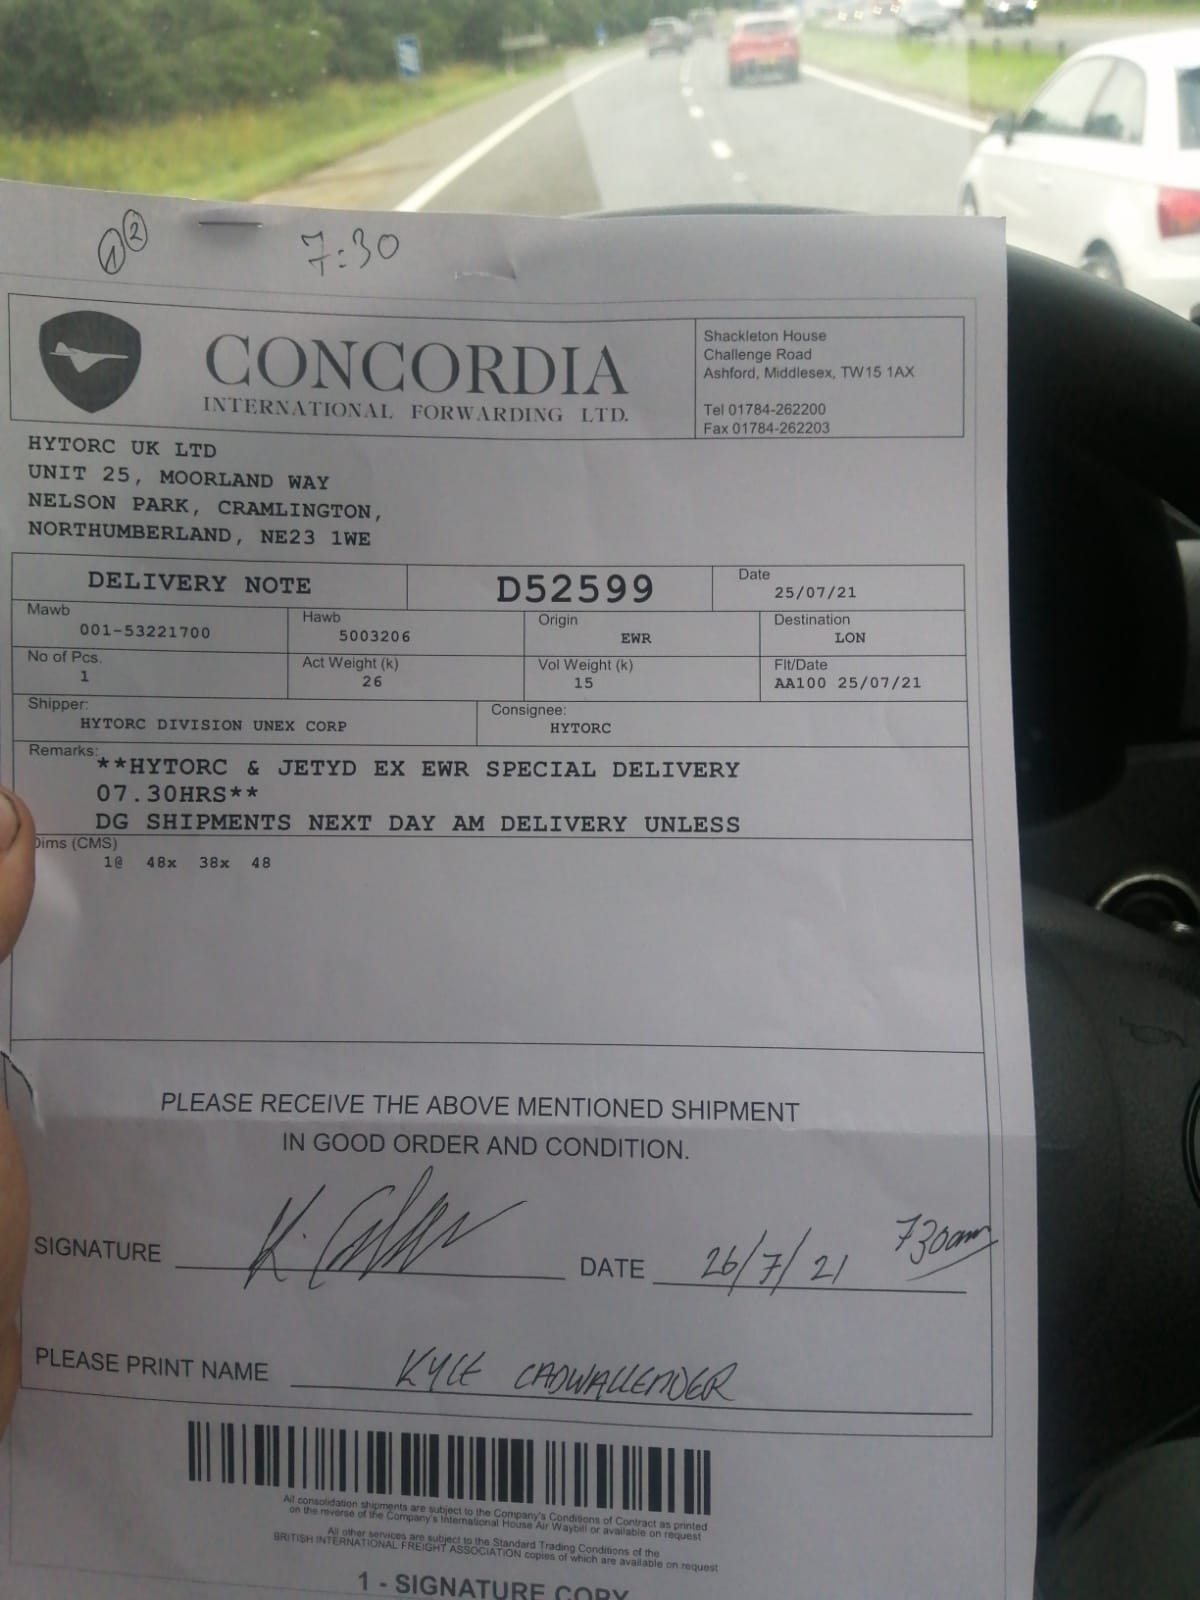 1 2
7:30
CONCORDIA
INTERNATIONAL FORWARDING LTD.
Shackleton House
Challenge Road
Ashford, Middlesex, TW15 1AX
Tel 01784-262200
Fax 01784-262203
HYTORC UK LTD
UNIT 25, MOORLAND WAY
NELSON PARK, CRAMLINGTON,
NORTHUMBERLAND, NE23 1WE
DELIVERY NOTE
D52599
Date
25/07/21
Mawb
001-53221700
Hawb
5003206
Origin
EWR
Destination
LON
No of Pcs.
1
Act Weight (k)
26
Vol Weight (k)
15
Flt/Date
AA100 25/07/21
Shipper:
HYTORC DIVISION UNEX CORP
Consignee:
HYTORC
Remarks:
**HYTORC & JETYD EX EWR SPECIAL DELIVERY
07.30HRS**
DG SHIPMENTS NEXT DAY AM DELIVERY UNLESS
Dims (CMS)
1@ 48x 38x 48
PLEASE RECEIVE THE ABOVE MENTIONED SHIPMENT
IN GOOD ORDER AND CONDITION.
SIGNATURE
DATE 26/7/21 730am
PLEASE PRINT NAME KYLE CADWALLENDER
All consolidation shipments are subject to the Company's Conditions of Contract as printed
on the reverse of the Company's International House Air Waybill or available on request
All other services are subject to the Standard Trading Conditions of the
BRITISH INTERNATIONAL FREIGHT ASSOCIATION copies of which are available on request
1 - SIGNATURE COPY